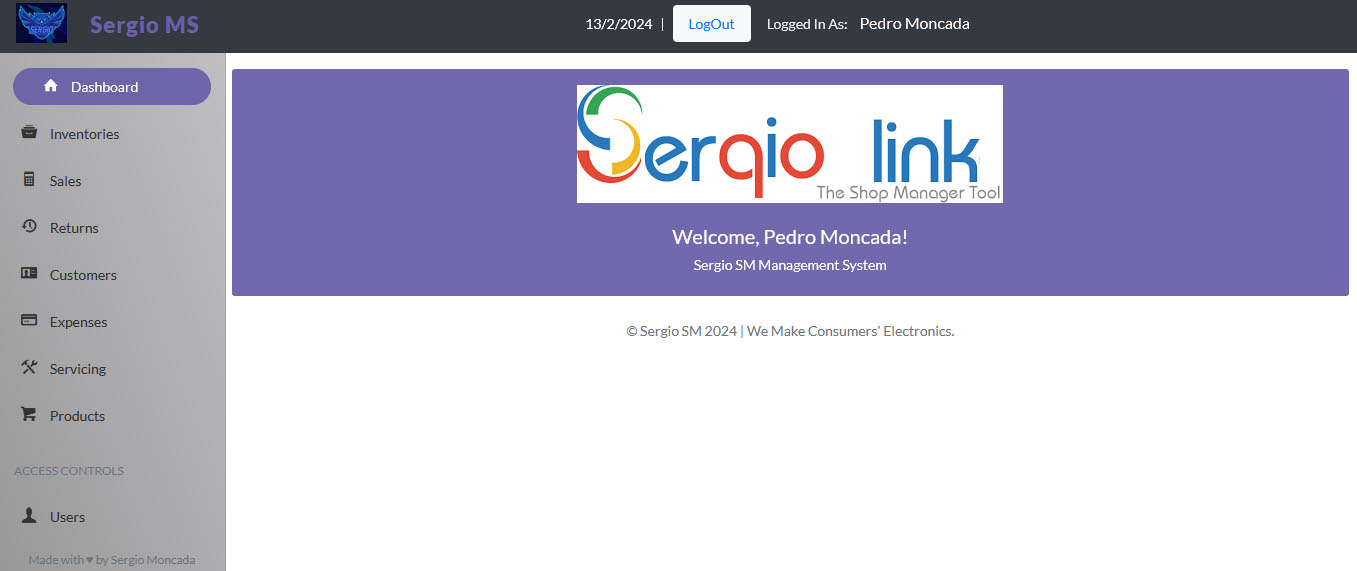 SERGIO
Sergio MS
13/2/2024 | LogOut Logged In As: Pedro Moncada
Dashboard
Inventories
Sales
Returns
Customers
Expenses
Servicing
Products
ACCESS CONTROLS
Users
Made with ♥ by Sergio Moncada
Sergio link
The Shop Manager Tool
Welcome, Pedro Moncada!
Sergio SM Management System
© Sergio SM 2024 | We Make Consumers' Electronics.